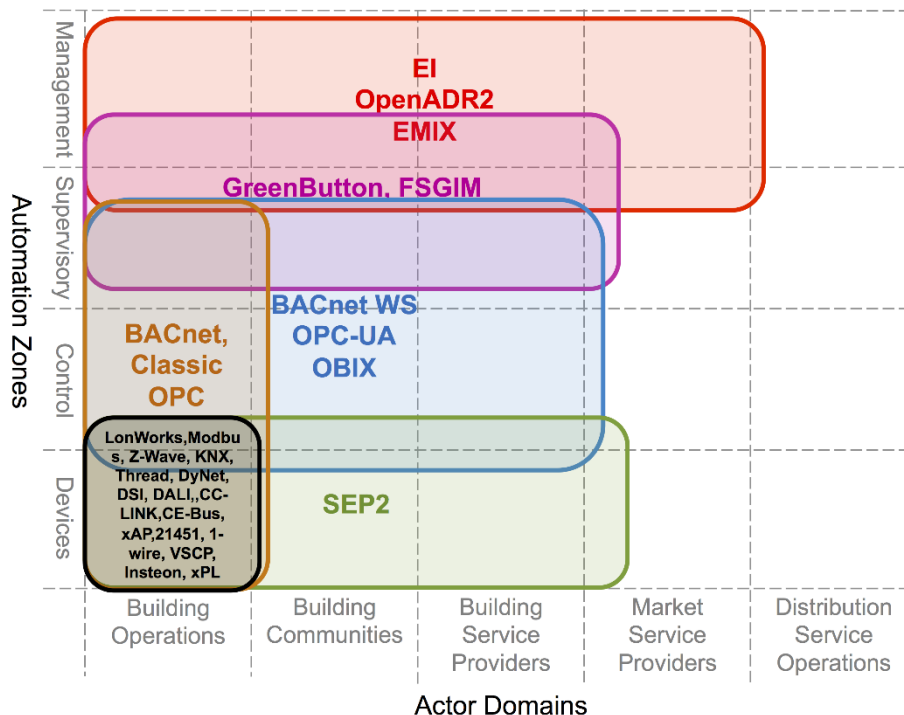 Automation Zones
Management
Supervisory
Control
Devices
EI
OpenADR2
EMIX
GreenButton, FSGIM
BACnet WS
OPC-UA
OBIX
BACnet,
Classic
OPC
LonWorks,Modbu
s, Z-Wave, KNX,
Thread, DyNet,
DSI, DALI,,CC-
LINK,CE-Bus,
xAP,21451, 1-
wire, VSCP,
Insteon, xPL
SEP2
Building
Operations
Building
Communities
Building
Service
Providers
Market
Service
Providers
Distribution
Service
Operations
Actor Domains